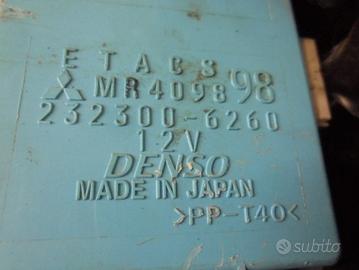 ETACS
MR409898
232300-6260
12V
DENSO
MADE IN JAPAN
>PP-T40<
subito